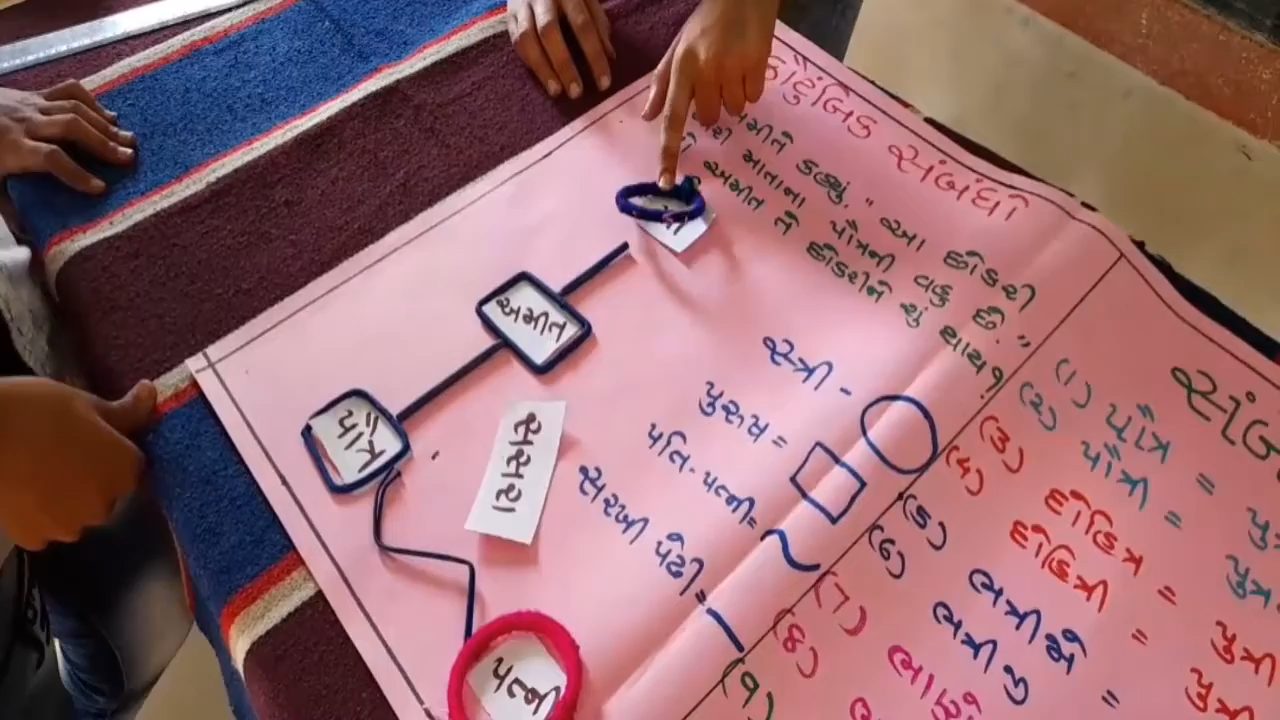 કૌટુંબિક સંબંધો
અમીતે કહ્યું, " આ છોકરી
મારી માતાના પૌત્રની વહુ છે."
તો અમીત તે છોકરીને શું થાય?
સ્ત્રી -
પુરુષ =
પતિ-પત્ની=
સરખી પેઢી=
અમીત
પૌત્ર
સસરા
પત્ની
સંબ
(૧) પૌત્ર =
(૨) પૌત્રી =
(૩) દૌહિત્ર =
(૪) દૌહિત્રી =
(૫) ભત્રીજો
(૬) ભત્રીજી =
(૭)
(૮)
(૯)